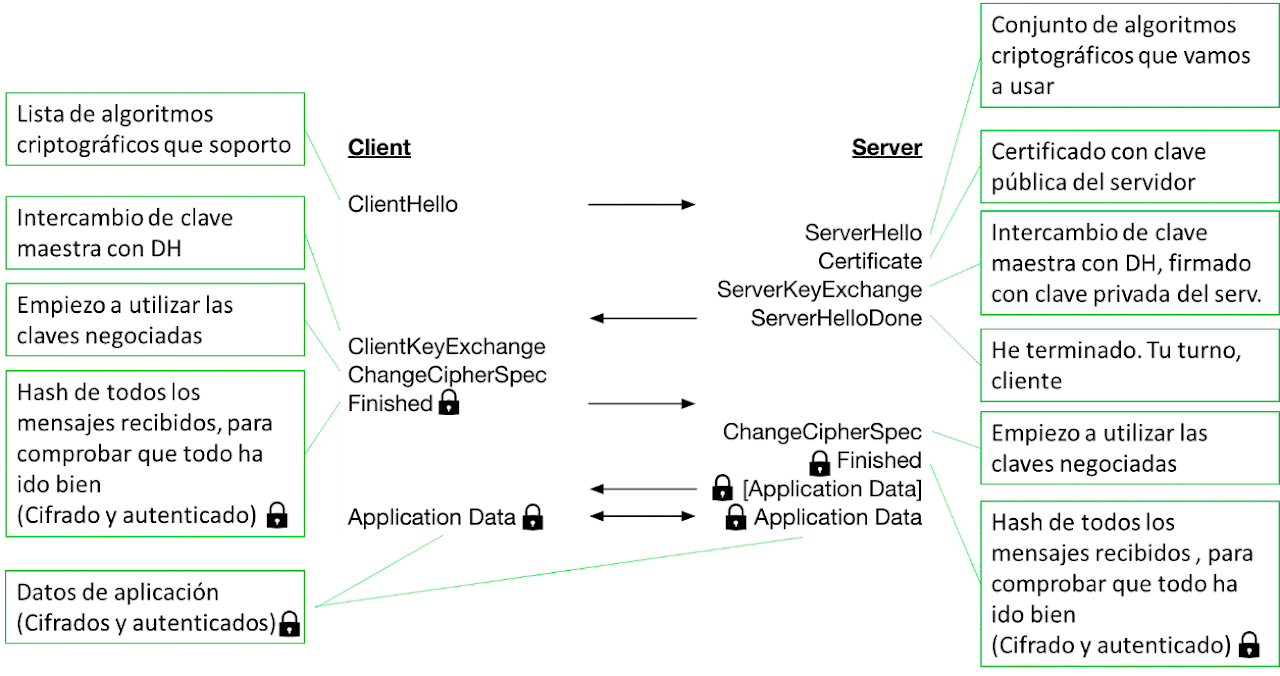 Conjunto de algoritmos
criptográficos que vamos
a usar
Lista de algoritmos
criptográficos que soporto
Client
Server
Certificado con clave
pública del servidor
ClientHello
Intercambio de clave
maestra con DH
ServerHello
Certificate
ServerKeyExchange
ServerHelloDone
Intercambio de clave
maestra con DH, firmado
con clave privada del serv.
Empiezo a utilizar las
claves negociadas
ClientKeyExchange
ChangeCipherSpec
Finished
He terminado. Tu turno,
cliente
Hash de todos los
mensajes recibidos, para
comprobar que todo ha
ido bien
(Cifrado y autenticado)
ChangeCipherSpec
Finished
[Application Data]
Application Data
Application Data
Empiezo a utilizar las
claves negociadas
Hash de todos los
mensajes recibidos , para
comprobar que todo ha
ido bien
(Cifrado y autenticado)
Datos de aplicación
(Cifrados y autenticados)